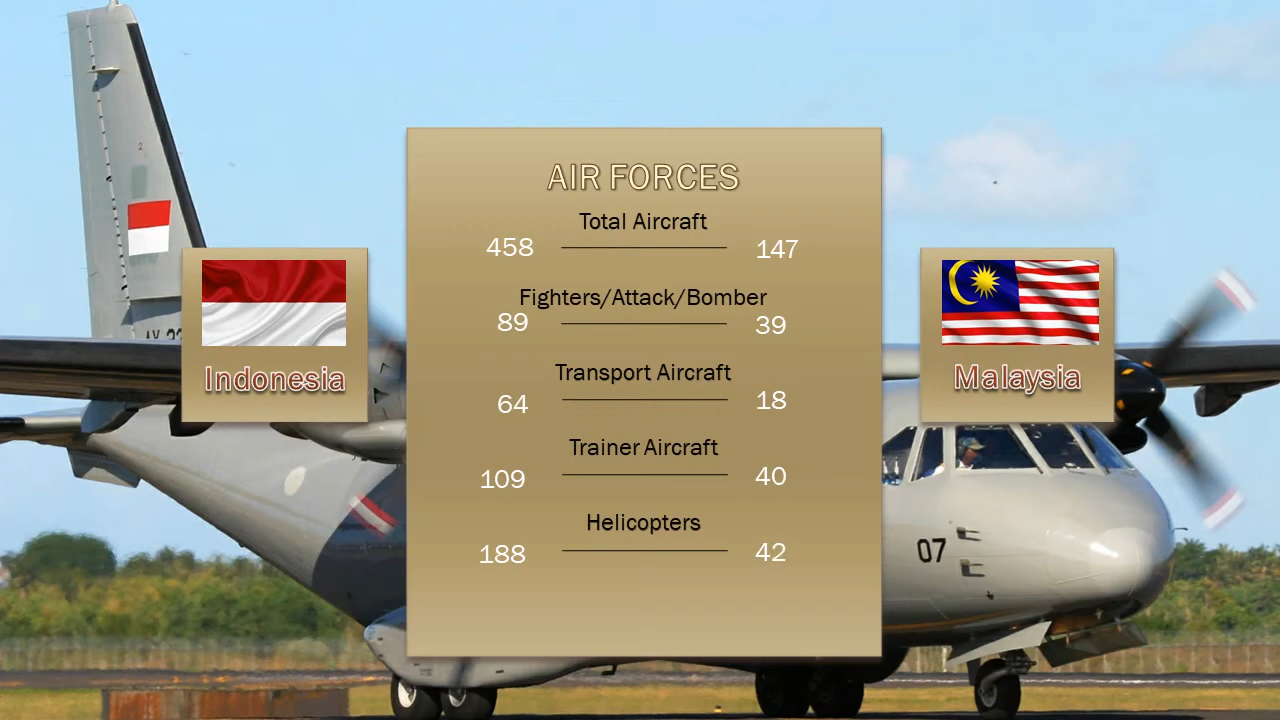 AIR FORCES
Total Aircraft
458 147
Fighters/Attack/Bomber
89 39
Transport Aircraft
64 18
Trainer Aircraft
109 40
Helicopters
188 42
Indonesia
Malaysia
07